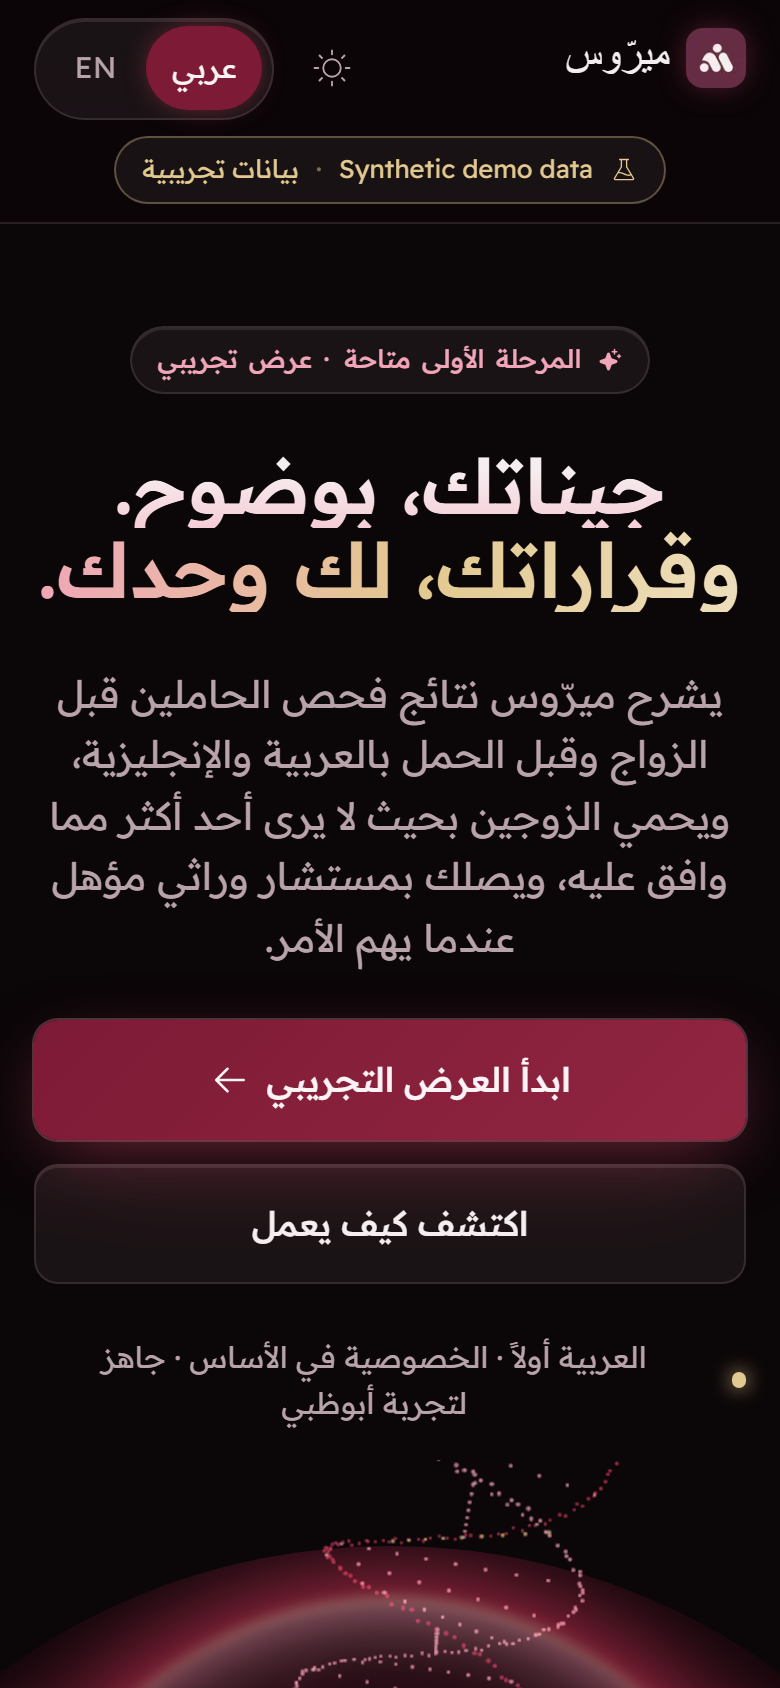 ميرّوس
عربي
EN
Synthetic demo data · بيانات تجريبية
المرحلة الأولى متاحة · عرض تجريبي
جيناتك، بوضوح.
وقراراتك، لك وحدك.
يشرح ميرّوس نتائج فحص الحاملين قبل
الزواج وقبل الحمل بالعربية والإنجليزية،
ويحمي الزوجين بحيث لا يرى أحد أكثر مما
وافق عليه، ويصلك بمستشار وراثي مؤهل
عندما يهم الأمر.
ابدأ العرض التجريبي ←
اكتشف كيف يعمل
العربية أولاً · الخصوصية في الأساس · جاهز
لتجربة أبوظبي